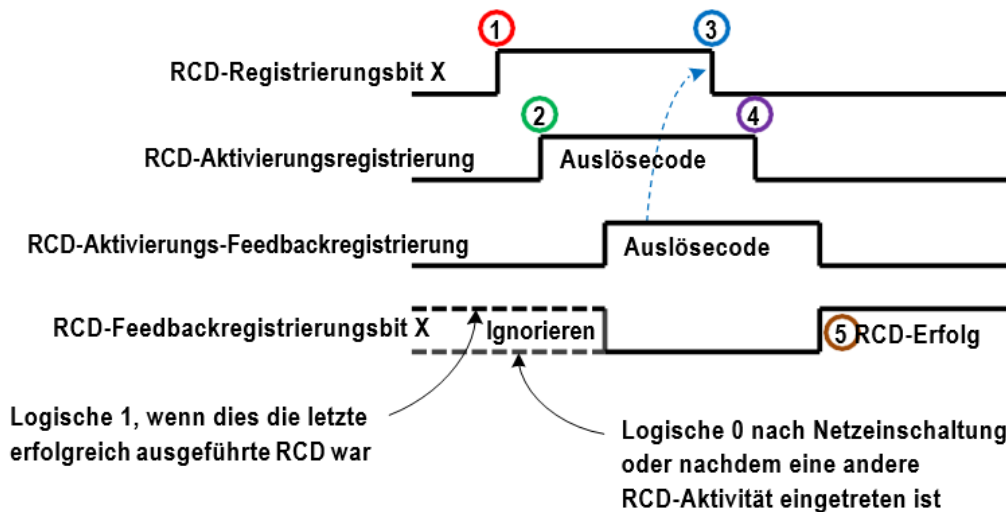 1
3
RCD-Registrierungsbit X
2
4
RCD-Aktivierungsregistrierung
Auslösecode
RCD-Aktivierungs-Feedbackregistrierung
Auslösecode
RCD-Feedbackregistrierungsbit X
Ignorieren
5 RCD-Erfolg
Logische 1, wenn dies die letzte
erfolgreich ausgeführte RCD war
Logische 0 nach Netzeinschaltung
oder nachdem eine andere
RCD-Aktivität eingetreten ist